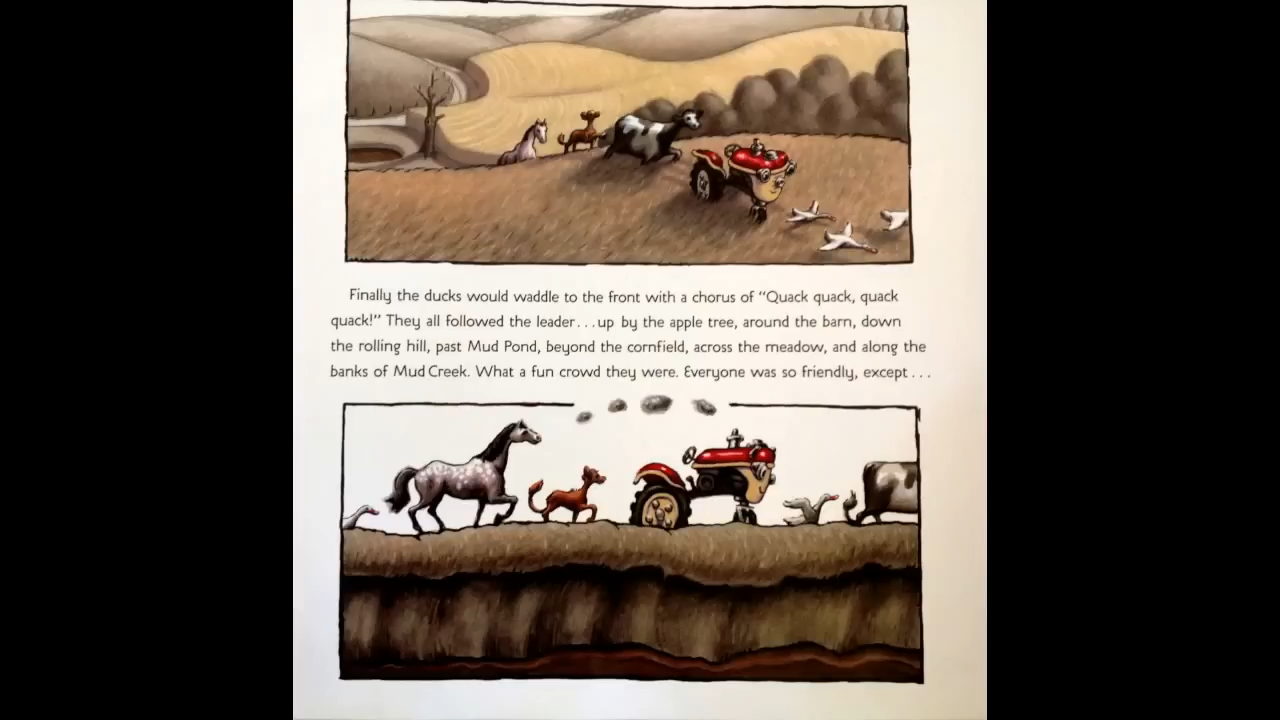 Finally the ducks would waddle to the front with a chorus of “Quack quack, quack
quack!” They all followed the leader...up by the apple tree, around the barn, down
the rolling hill, past Mud Pond, beyond the cornfield, across the meadow, and along the
banks of Mud Creek. What a fun crowd they were. Everyone was so friendly, except...